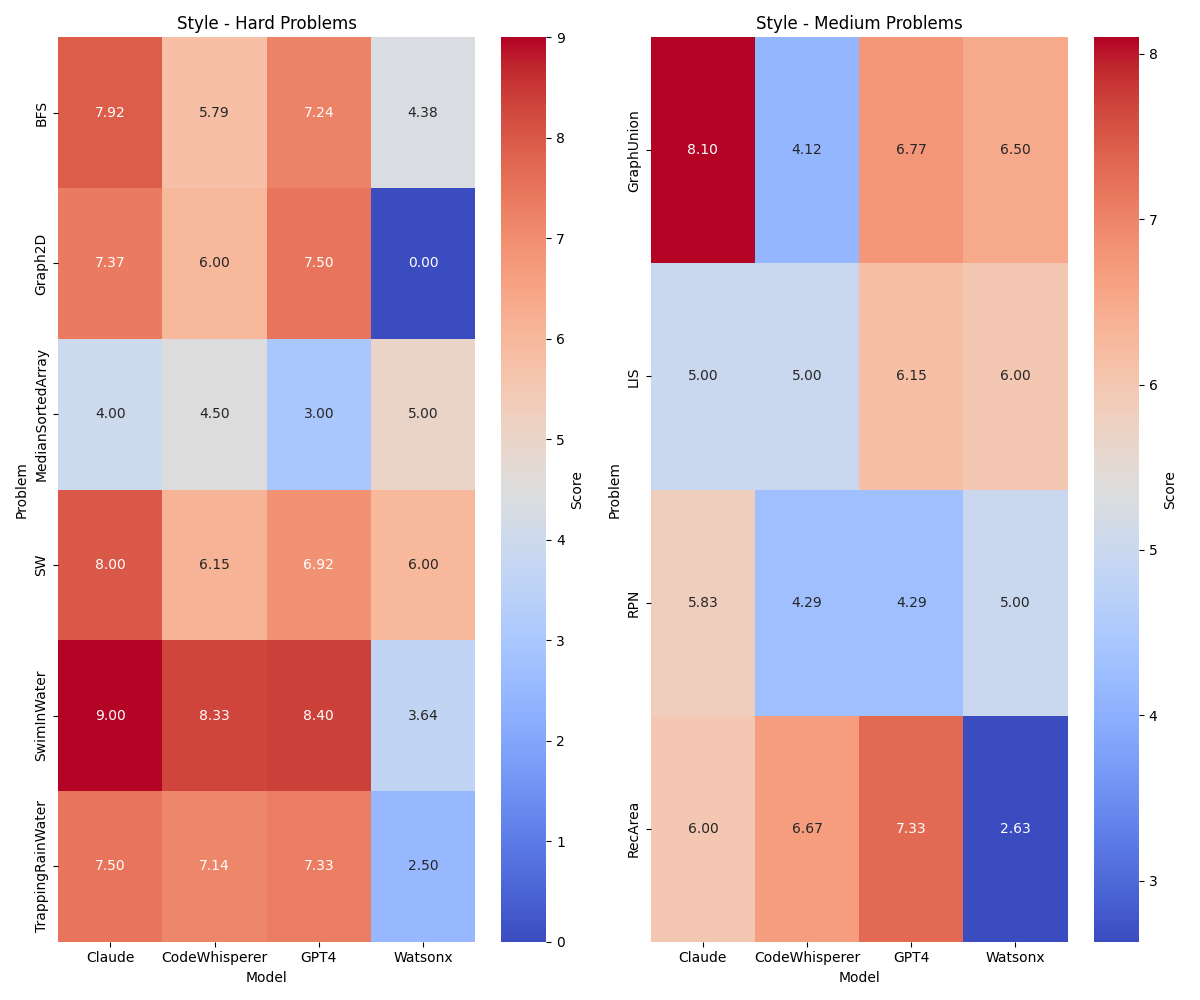 Style - Hard Problems
Problem
BFS
7.92 5.79 7.24 4.38
Graph2D
7.37 6.00 7.50 0.00
MedianSortedArray
4.00 4.50 3.00 5.00
SW
8.00 6.15 6.92 6.00
SwimInWater
9.00 8.33 8.40 3.64
TrappingRainWater
7.50 7.14 7.33 2.50
Claude CodeWhisperer GPT4 Watsonx
Model
9
8
7
6
5
4
3
2
1
0
Score
Style - Medium Problems
Problem
GraphUnion
8.10 4.12 6.77 6.50
LIS
5.00 5.00 6.15 6.00
RPN
5.83 4.29 4.29 5.00
RecArea
6.00 6.67 7.33 2.63
Claude CodeWhisperer GPT4 Watsonx
Model
8
7
6
5
4
3
Score